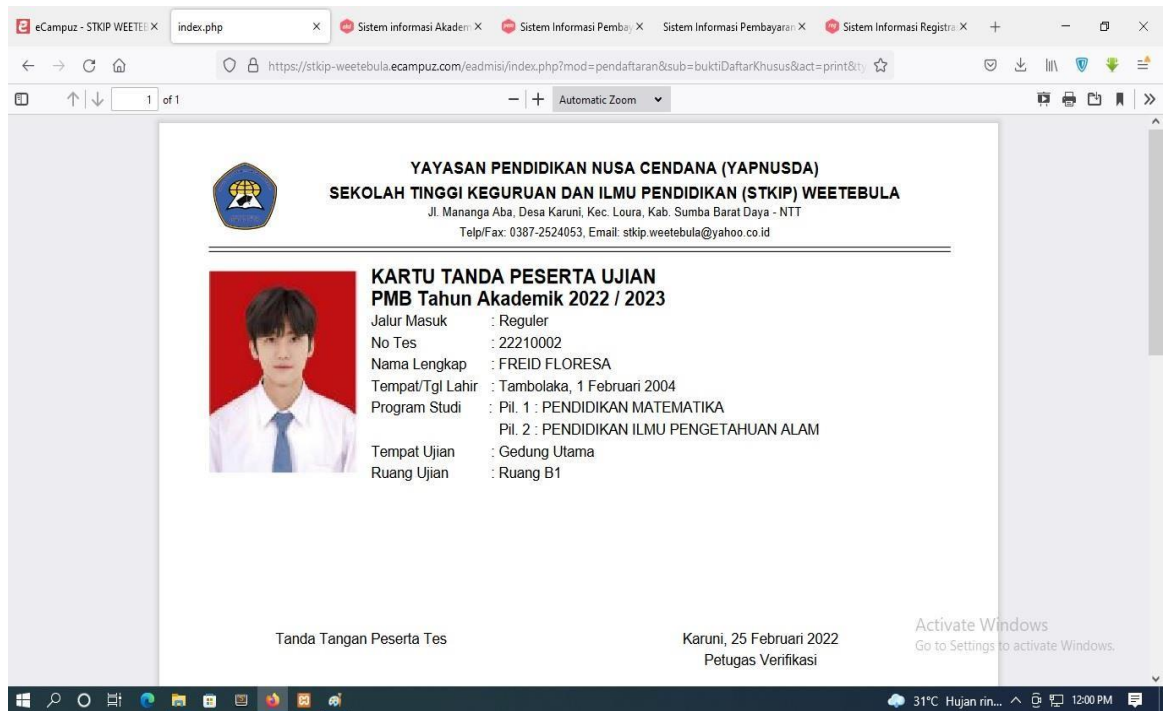 eCampuz - STKIP WEETEB
index.php
Sistem informasi Akadem
Sistem Informasi Pembay
Sistem Informasi Pembayaran
Sistem Informasi Registra
https://stkip-weetebula.ecampuz.com/eadmisi/index.php?mod=pendaftaran&sub=buktiDaftarKhusus&act=print&ty
1 of 1
Automatic Zoom
YAYASAN PENDIDIKAN NUSA CENDANA (YAPNUSDA)
SEKOLAH TINGGI KEGURUAN DAN ILMU PENDIDIKAN (STKIP) WEETEBULA
Jl. Mananga Aba, Desa Karuni, Kec. Loura, Kab. Sumba Barat Daya - NTT
Telp/Fax: 0387-2524053, Email: stkip.weetebula@yahoo.co.id
KARTU TANDA PESERTA UJIAN
PMB Tahun Akademik 2022 / 2023
Jalur Masuk : Reguler
No Tes : 22210002
Nama Lengkap : FREID FLORESA
Tempat/Tgl Lahir : Tambolaka, 1 Februari 2004
Program Studi : Pil. 1 : PENDIDIKAN MATEMATIKA
Pil. 2 : PENDIDIKAN ILMU PENGETAHUAN ALAM
Tempat Ujian : Gedung Utama
Ruang Ujian : Ruang B1
Tanda Tangan Peserta Tes
Karuni, 25 Februari 2022
Petugas Verifikasi
Activate Windows
Go to Settings to activate Windows.
31°C Hujan rin... 12:00 PM